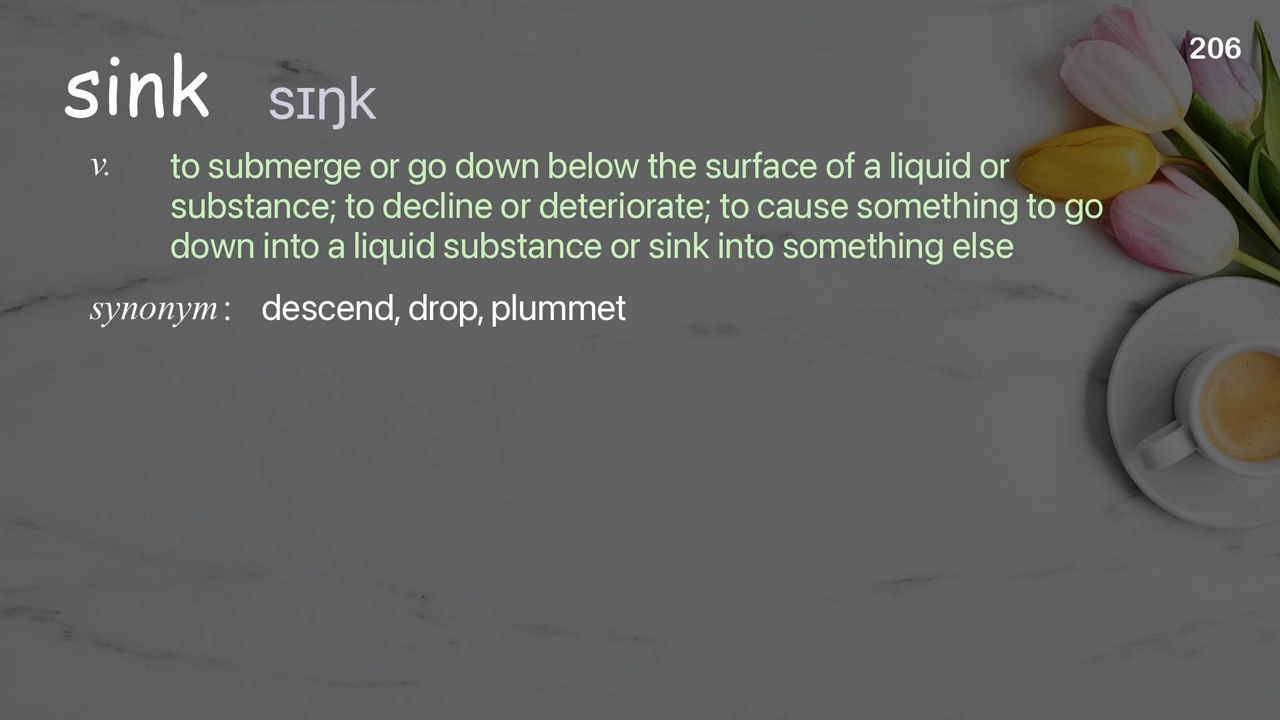 206
sink sɪŋk
v. to submerge or go down below the surface of a liquid or
substance; to decline or deteriorate; to cause something to go
down into a liquid substance or sink into something else
synonym: descend, drop, plummet